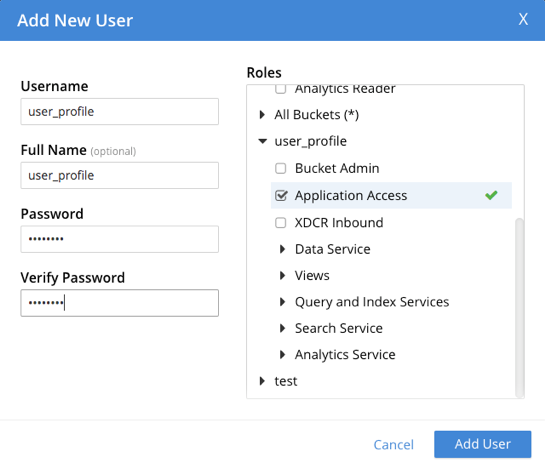 Add New User
X
Username
user_profile
Full Name (optional)
user_profile
Password
••••••••
Verify Password
••••••••
Roles
Analytics Reader
All Buckets (*)
user_profile
Bucket Admin
Application Access
XDCR Inbound
Data Service
Views
Query and Index Services
Search Service
Analytics Service
test
Cancel
Add User